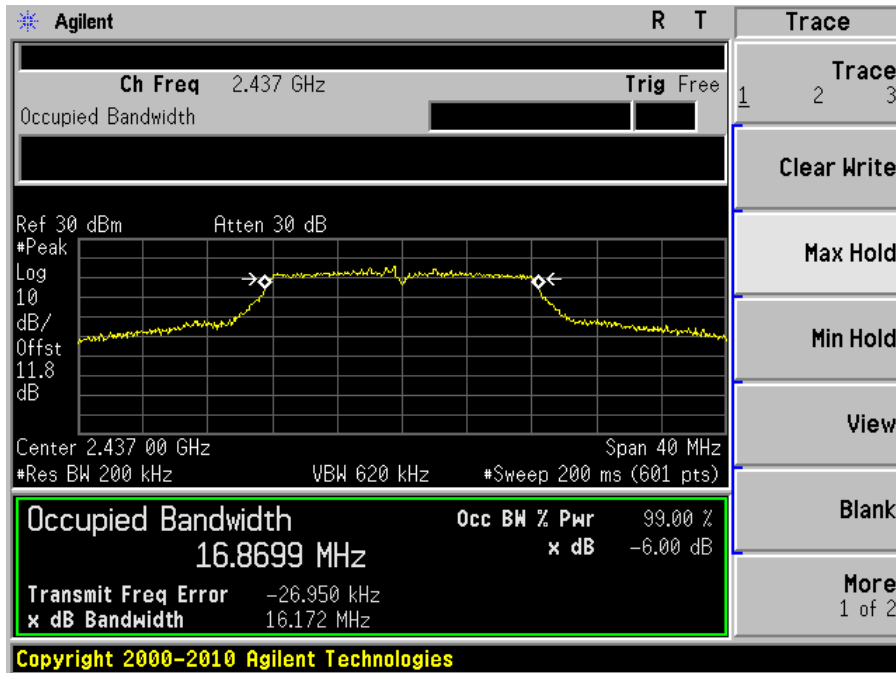 Agilent R T Trace
Ch Freq 2.437 GHz Trig Free
Occupied Bandwidth
Ref 30 dBm Atten 30 dB
#Peak
Log
10
dB/
Offst
11.8
dB
Center 2.437 00 GHz Span 40 MHz
#Res BW 200 kHz VBW 620 kHz #Sweep 200 ms (601 pts)
Occupied Bandwidth Occ BW % Pwr 99.00 %
16.8699 MHz x dB -6.00 dB
Transmit Freq Error -26.950 kHz
x dB Bandwidth 16.172 MHz
Copyright 2000-2010 Agilent Technologies
Trace
1 2 3
Clear Write
Max Hold
Min Hold
View
Blank
More
1 of 2